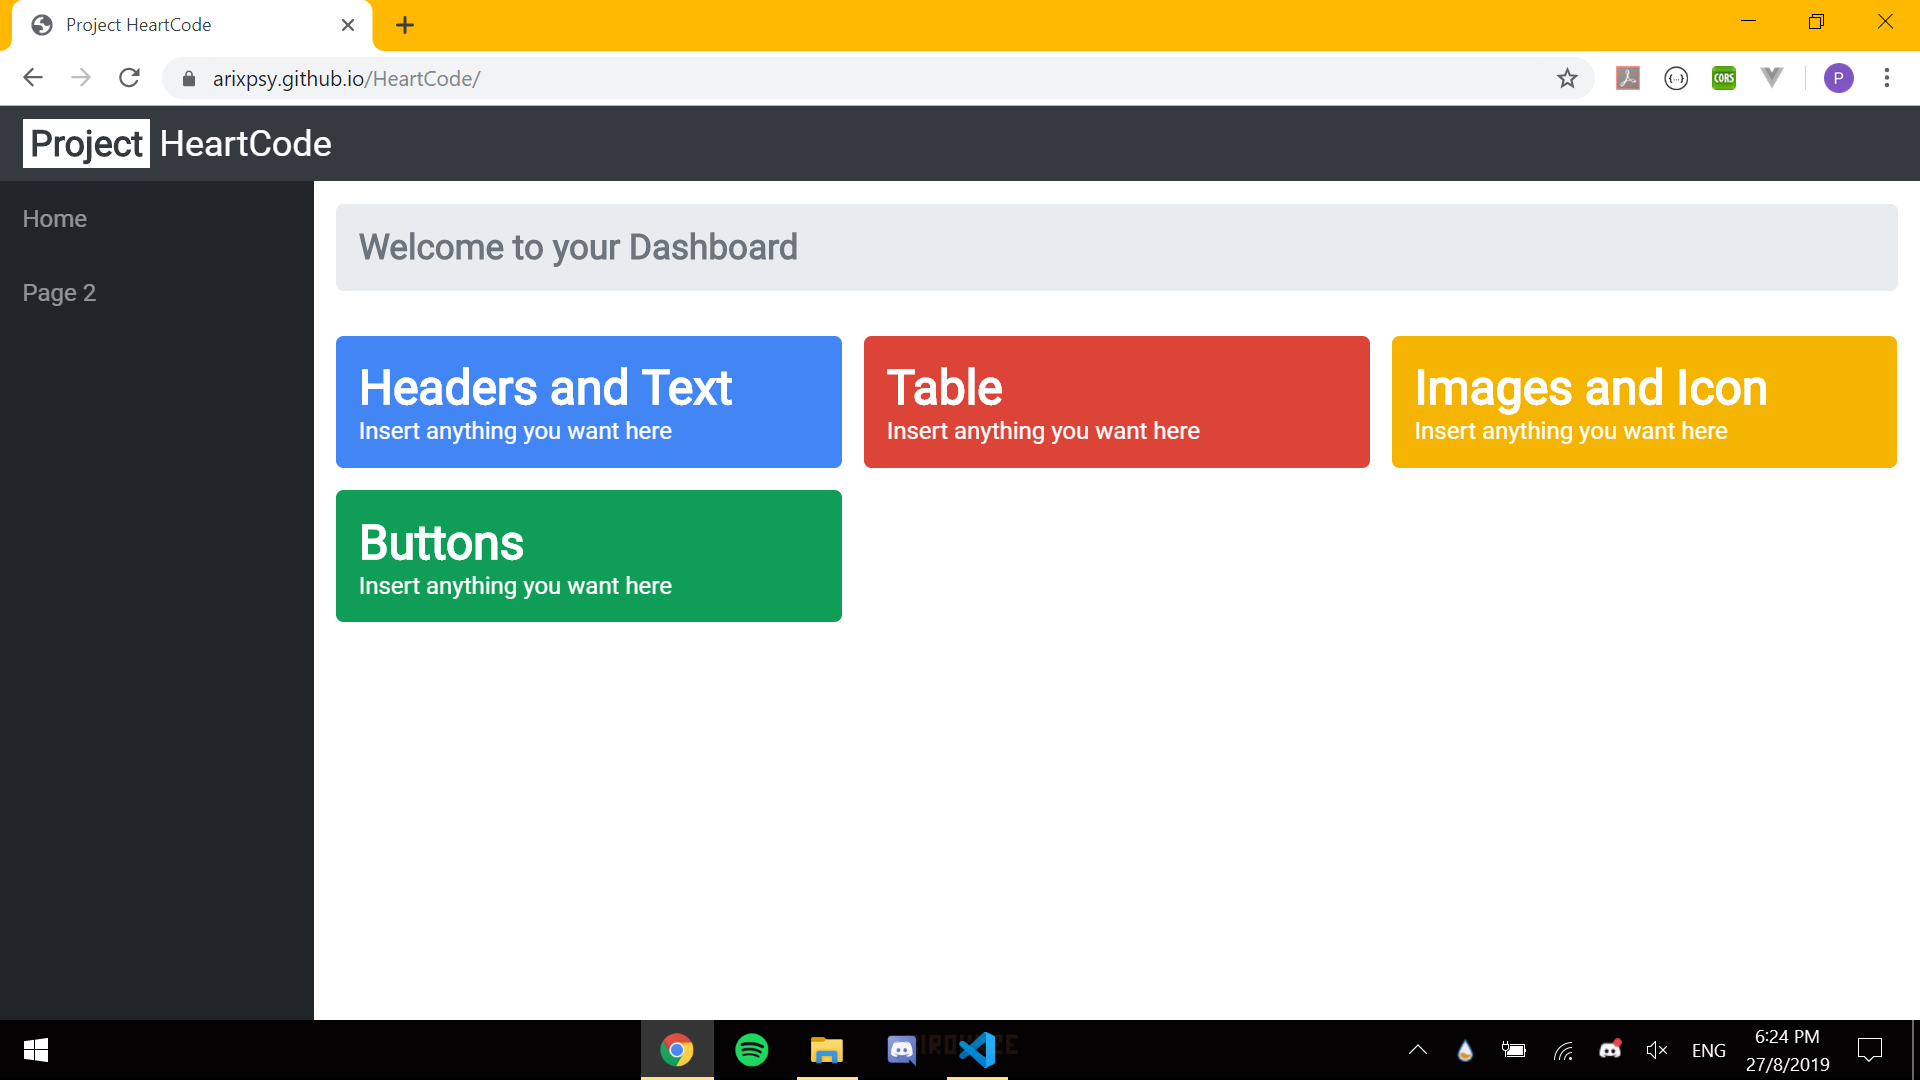 Project HeartCode
arixpsy.github.io/HeartCode/
CORS
P
Project HeartCode
Home
Page 2
Welcome to your Dashboard
Headers and Text
Insert anything you want here
Table
Insert anything you want here
Images and Icon
Insert anything you want here
Buttons
Insert anything you want here
ENG
6:24 PM
27/8/2019